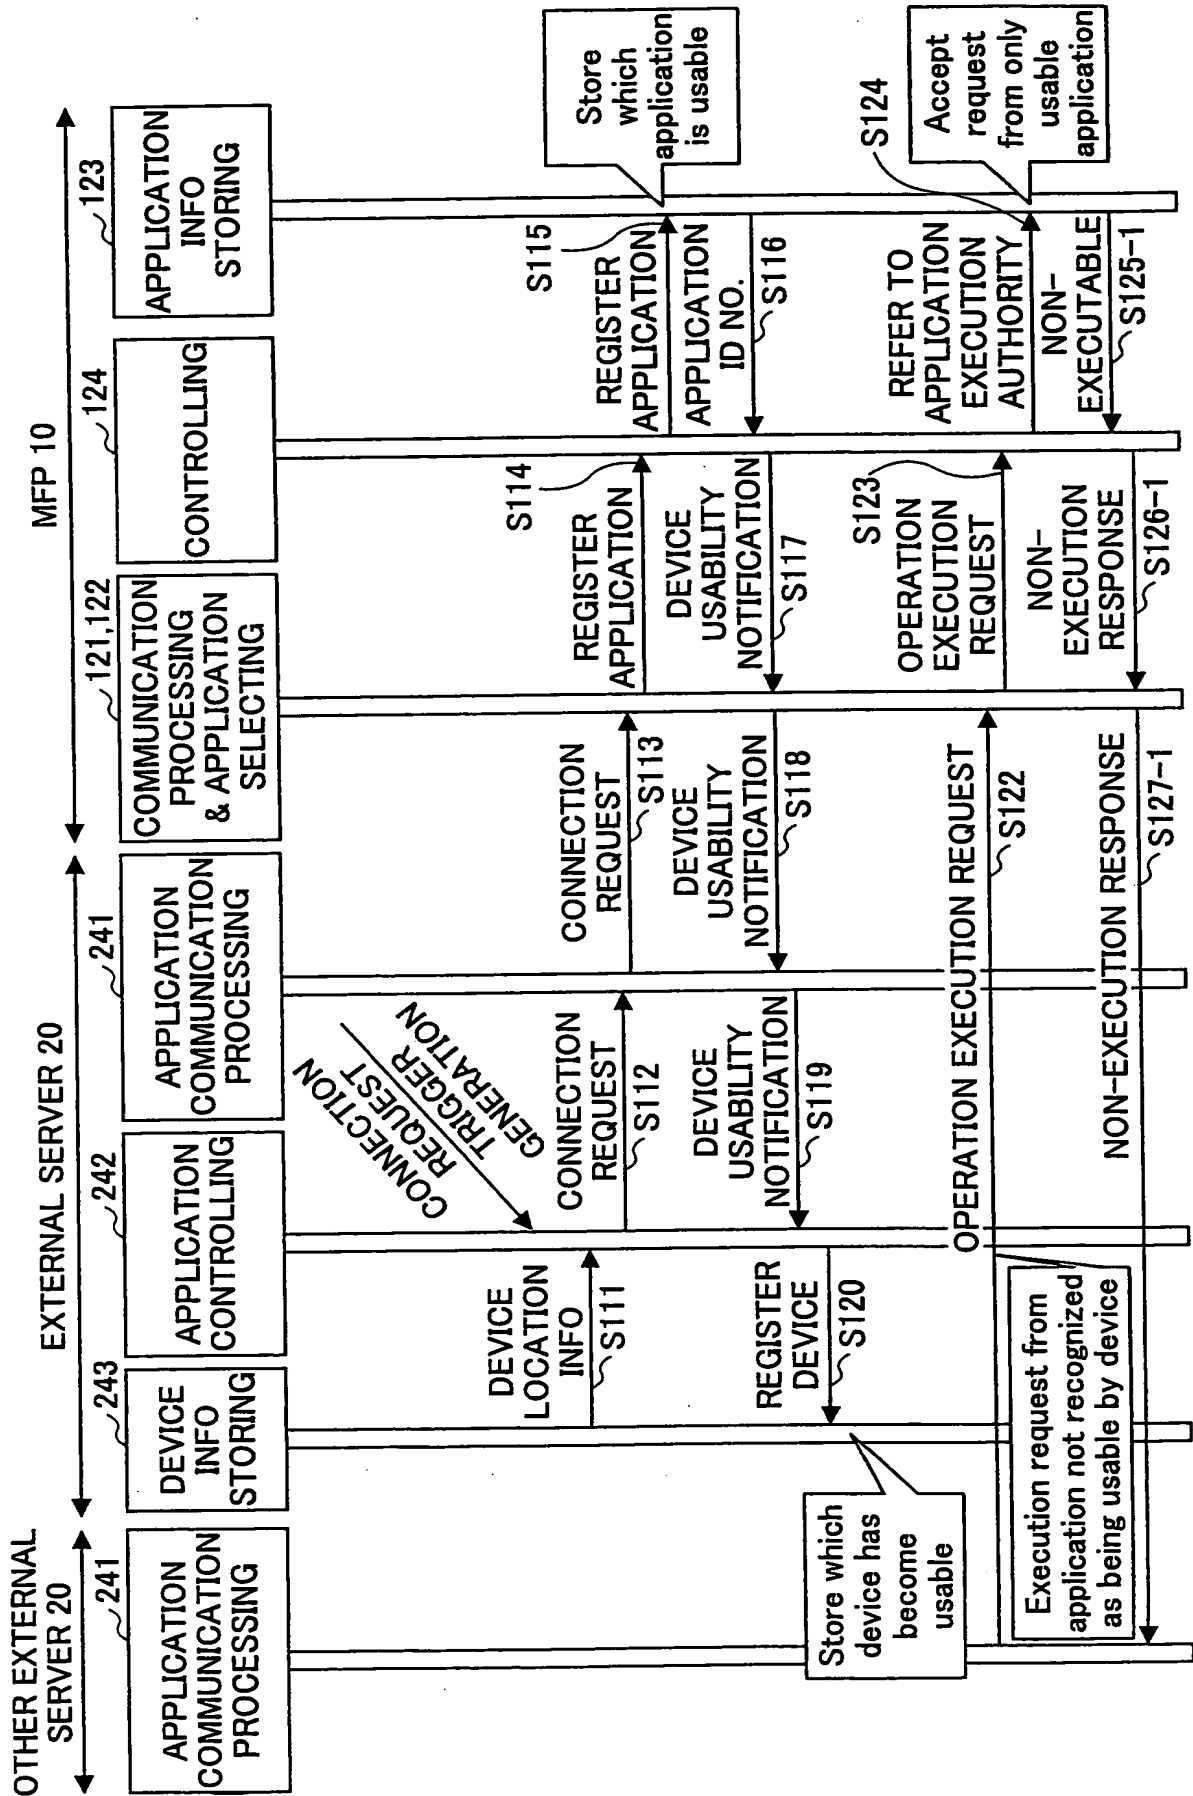 OTHER EXTERNAL
SERVER 20
EXTERNAL SERVER 20
MFP 10
241
APPLICATION
COMMUNICATION
PROCESSING
243
DEVICE
INFO
STORING
242
APPLICATION
CONTROLLING
241
APPLICATION
COMMUNICATION
PROCESSING
121,122
COMMUNICATION
PROCESSING
& APPLICATION
SELECTING
124
CONTROLLING
123
APPLICATION
INFO
STORING
CONNECTION
REQUEST
TRIGGER
GENERATION
DEVICE
LOCATION
INFO
S111
CONNECTION
REQUEST
S112
CONNECTION
REQUEST
S113
REGISTER
APPLICATION
S114
REGISTER
APPLICATION
S115
Store
which
application
is usable
APPLICATION
ID NO.
S116
DEVICE
USABILITY
NOTIFICATION
S117
DEVICE
USABILITY
NOTIFICATION
S118
DEVICE
USABILITY
NOTIFICATION
S119
REGISTER
DEVICE
S120
Store which
device has
become
usable
OPERATION EXECUTION REQUEST
S122
Execution request from
application not recognized
as being usable by device
OPERATION
EXECUTION
REQUEST
S123
REFER TO
APPLICATION
EXECUTION
AUTHORITY
S124
Accept
request
from only
usable
application
NON-
EXECUTABLE
S125-1
NON-
EXECUTION
RESPONSE
S126-1
NON-EXECUTION RESPONSE
S127-1